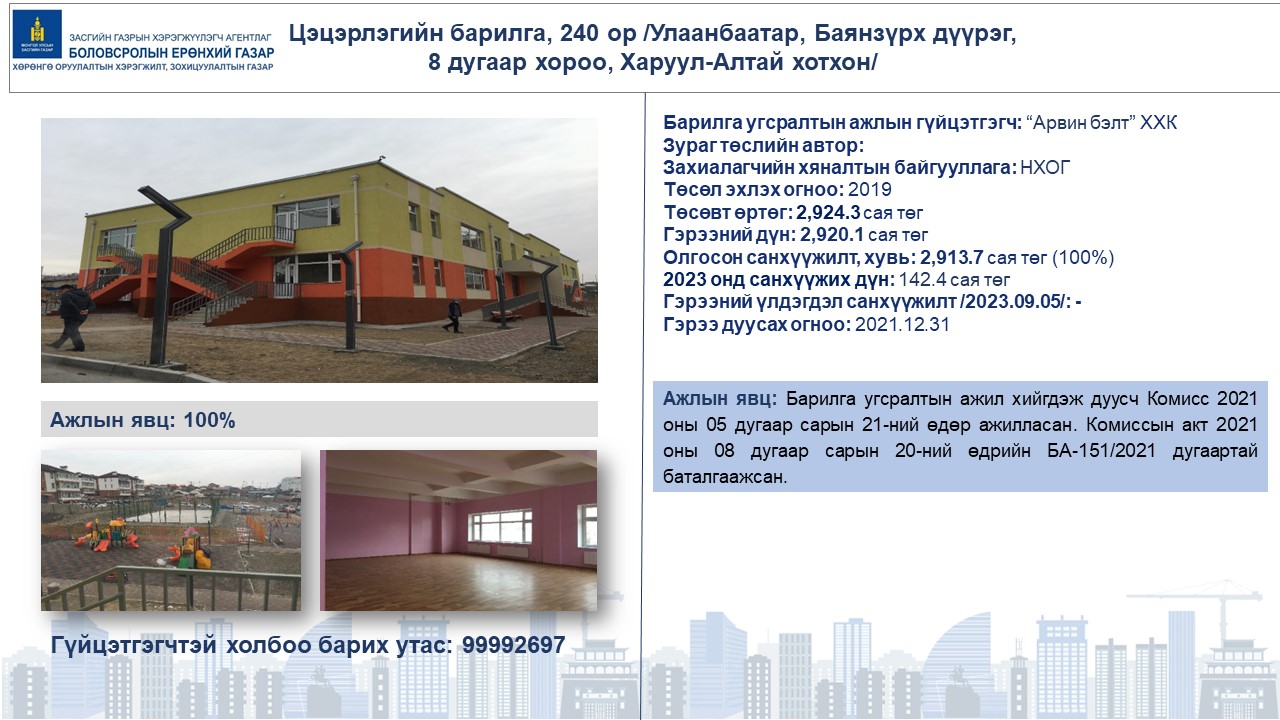 МОНГОЛ УЛСЫН
ЗАСГИЙН ГАЗАР
ЗАСГИЙН ГАЗРЫН ХЭРЭГЖҮҮЛЭГЧ АГЕНТЛАГ
БОЛОВСРОЛЫН ЕРӨНХИЙ ГАЗАР
ХӨРӨНГӨ ОРУУЛАЛТЫН ХЭРЭГЖИЛТ, ЗОХИЦУУЛАЛТЫН ГАЗАР
Цэцэрлэгийн барилга, 240 ор /Улаанбаатар, Баянзүрх дүүрэг,
8 дугаар хороо, Харуул-Алтай хотхон/
Ажлын явц: 100%
Гүйцэтгэгчтэй холбоо барих утас: 99992697
Барилга угсралтын ажлын гүйцэтгэгч: “Арвин бэлт” ХХК
Зураг төслийн автор:
Захиалагчийн хяналтын байгууллага: НХОГ
Төсөл эхлэх огноо: 2019
Төсөвт өртөг: 2,924.3 сая төг
Гэрээний дүн: 2,920.1 сая төг
Олгосон санхүүжилт, хувь: 2,913.7 сая төг (100%)
2023 онд санхүүжих дүн: 142.4 сая төг
Гэрээний үлдэгдэл санхүүжилт /2023.09.05/: -
Гэрээ дуусах огноо: 2021.12.31
Ажлын явц: Барилга угсралтын ажил хийгдэж дуусч Комисс 2021
оны 05 дугаар сарын 21-ний өдөр ажилласан. Комиссын акт 2021
оны 08 дугаар сарын 20-ний өдрийн БА-151/2021 дугаартай
баталгаажсан.